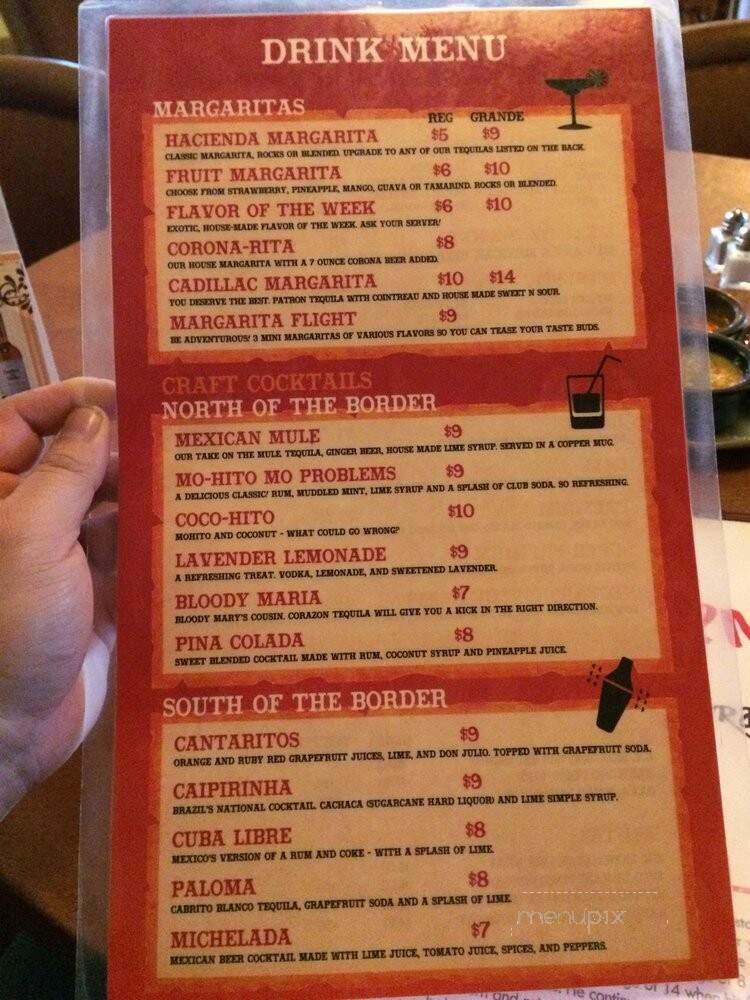 DRINK MENU
MARGARITAS
REG GRANDE
HACIENDA MARGARITA $5 $9
CLASSIC MARGARITA, ROCKS OR BLENDED. UPGRADE TO ANY OF OUR TEQUILAS LISTED ON THE BACK.
FRUIT MARGARITA $6 $10
CHOOSE FROM STRAWBERRY, PINEAPPLE, MANGO, GUAVA OR TAMARIND. ROCKS OR BLENDED.
FLAVOR OF THE WEEK $6 $10
EXOTIC, HOUSE-MADE FLAVOR OF THE WEEK. ASK YOUR SERVER!
CORONA-RITA $8
OUR HOUSE MARGARITA WITH A 7 OUNCE CORONA BEER ADDED.
CADILLAC MARGARITA $10 $14
YOU DESERVE THE BEST. PATRON TEQUILA WITH COINTREAU AND HOUSE MADE SWEET N SOUR.
MARGARITA FLIGHT $9
BE ADVENTUROUS! 3 MINI MARGARITAS OF VARIOUS FLAVORS SO YOU CAN TEASE YOUR TASTE BUDS.
CRAFT COCKTAILS
NORTH OF THE BORDER
MEXICAN MULE $9
OUR TAKE ON THE MULE TEQUILA, GINGER BEER, HOUSE MADE LIME SYRUP. SERVED IN A COPPER MUG.
MO-HITO MO PROBLEMS $9
A DELICIOUS CLASSIC! RUM, MUDDLED MINT, LIME SYRUP AND A SPLASH OF CLUB SODA. SO REFRESHING.
COCO-HITO $10
MOHITO AND COCONUT - WHAT COULD GO WRONG?
LAVENDER LEMONADE $9
A REFRESHING TREAT. VODKA, LEMONADE, AND SWEETENED LAVENDER.
BLOODY MARIA $7
BLOODY MARY'S COUSIN. CORAZON TEQUILA WILL GIVE YOU A KICK IN THE RIGHT DIRECTION.
PINA COLADA $8
SWEET BLENDED COCKTAIL MADE WITH RUM, COCONUT SYRUP AND PINEAPPLE JUICE.
SOUTH OF THE BORDER
CANTARITOS $9
ORANGE AND RUBY RED GRAPEFRUIT JUICES, LIME, AND DON JULIO. TOPPED WITH GRAPEFRUIT SODA.
CAIPIRINHA $9
BRAZIL'S NATIONAL COCKTAIL. CACHACA (SUGARCANE HARD LIQUOR) AND LIME SIMPLE SYRUP.
CUBA LIBRE $8
MEXICO'S VERSION OF A RUM AND COKE - WITH A SPLASH OF LIME.
PALOMA $8
CABRITO BLANCO TEQUILA, GRAPEFRUIT SODA AND A SPLASH OF LIME.
MICHELADA $7
MEXICAN BEER COCKTAIL MADE WITH LIME JUICE, TOMATO JUICE, SPICES, AND PEPPERS.
menupix
of 14 when